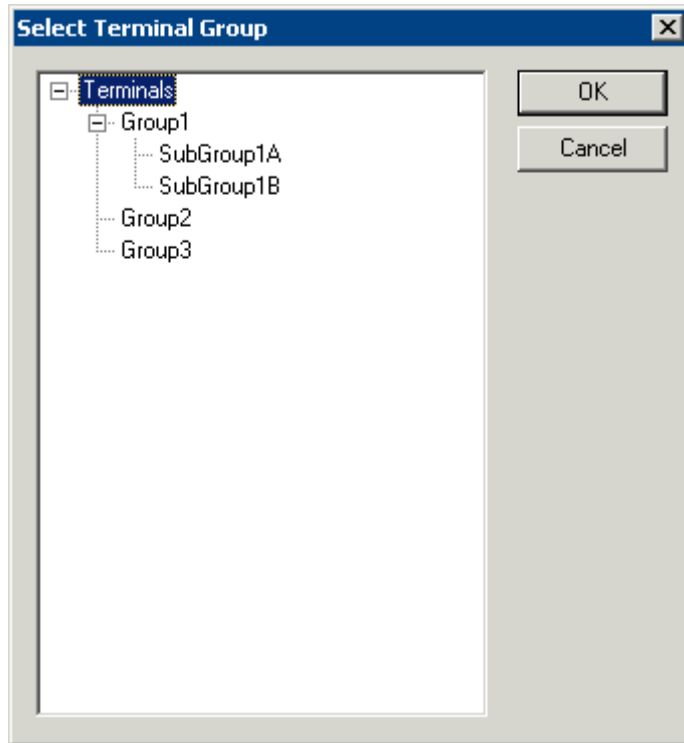 Select Terminal Group
Terminals
Group1
SubGroup1A
SubGroup1B
Group2
Group3
OK
Cancel